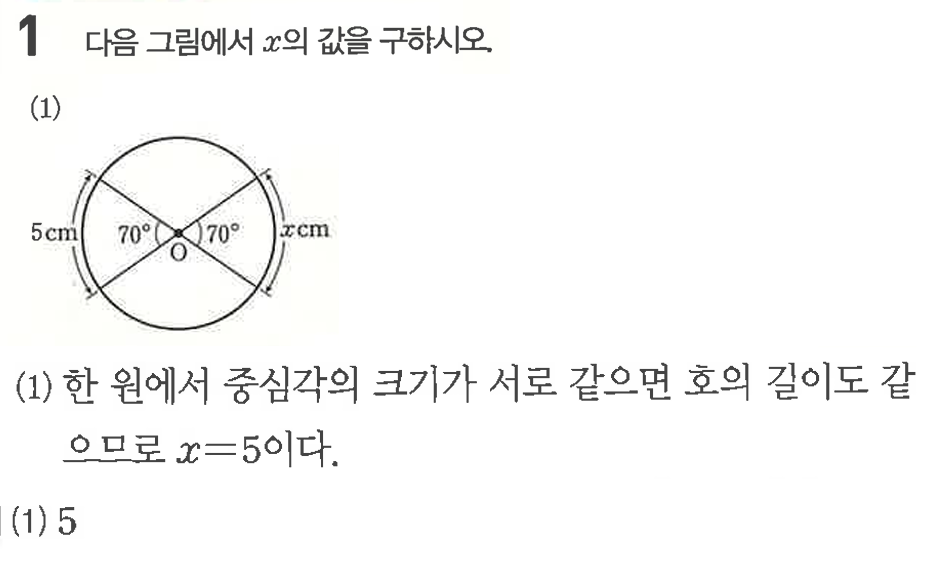 1 다음 그림에서 x의 값을 구하시오.
(1)
5cm 70° 70° xcm
O
(1) 한 원에서 중심각의 크기가 서로 같으면 호의 길이도 같
으므로 x=5이다.
(1) 5